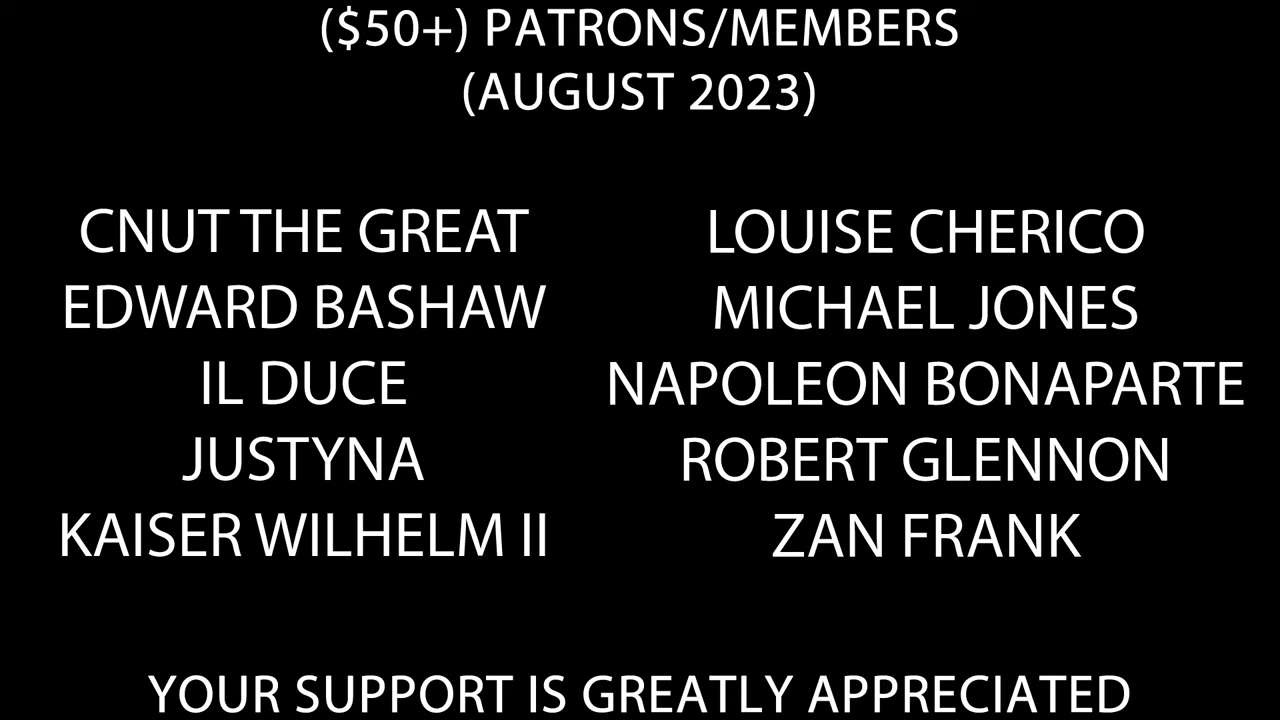 ($50+) PATRONS/MEMBERS
(AUGUST 2023)
CNUT THE GREAT
EDWARD BASHAW
IL DUCE
JUSTYNA
KAISER WILHELM II
LOUISE CHERICO
MICHAEL JONES
NAPOLEON BONAPARTE
ROBERT GLENNON
ZAN FRANK
YOUR SUPPORT IS GREATLY APPRECIATED